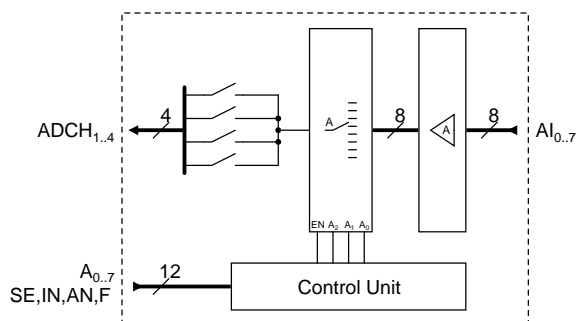 4
A
8
A
8
ADCH1..4
AI0..7
EN A2 A1 A0
A0..7
12
SE,IN,AN,F
Control Unit